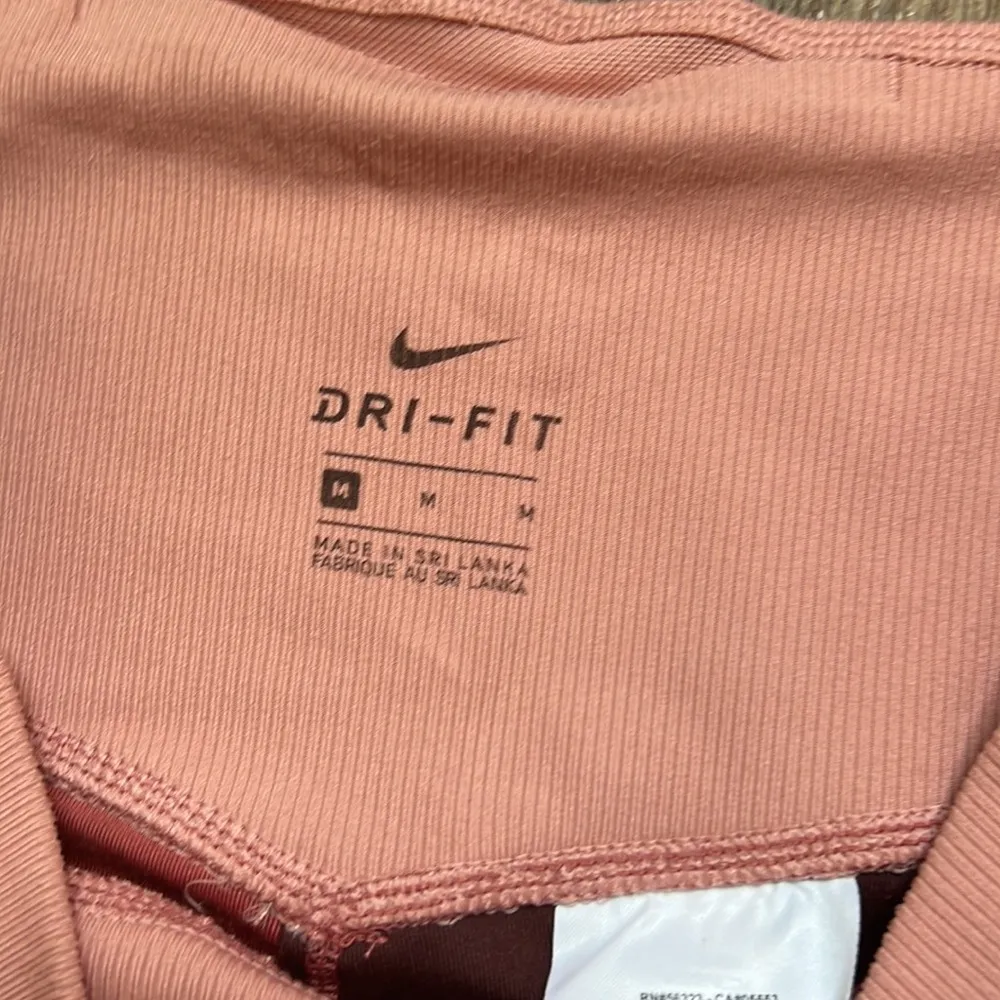 DRI-FIT
M M M
MADE IN SRI LANKA
FABRIQUE AU SRI LANKA